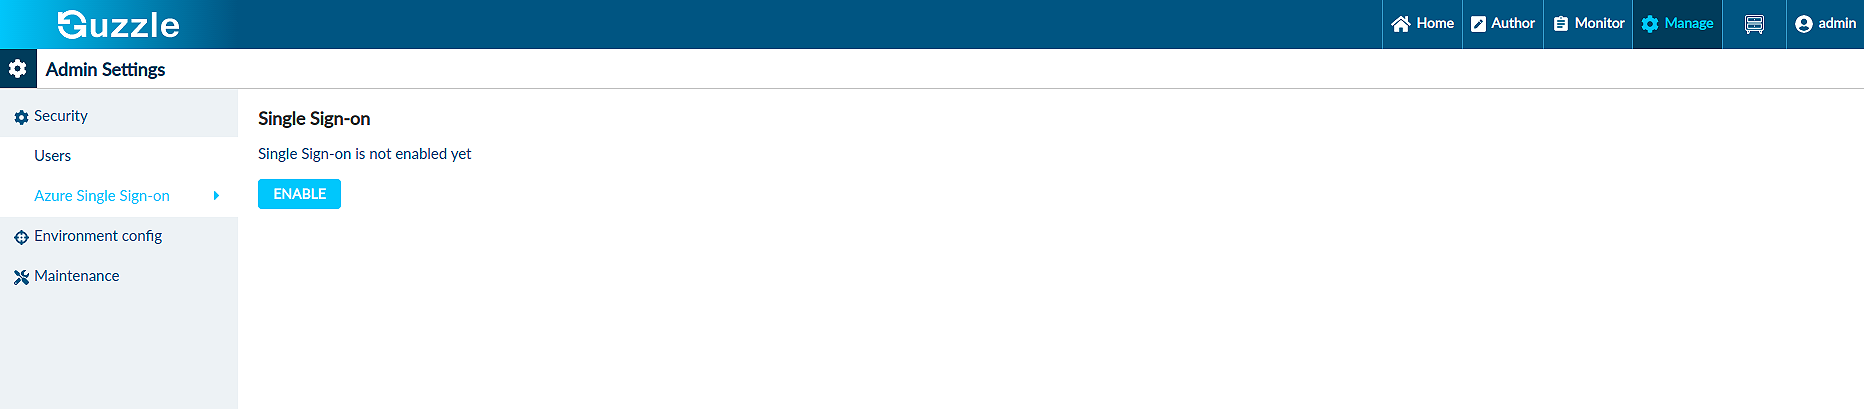 Guzzle
Home
Author
Monitor
Manage
admin
Admin Settings
Security
Users
Azure Single Sign-on
Environment config
Maintenance
Single Sign-on
Single Sign-on is not enabled yet
ENABLE